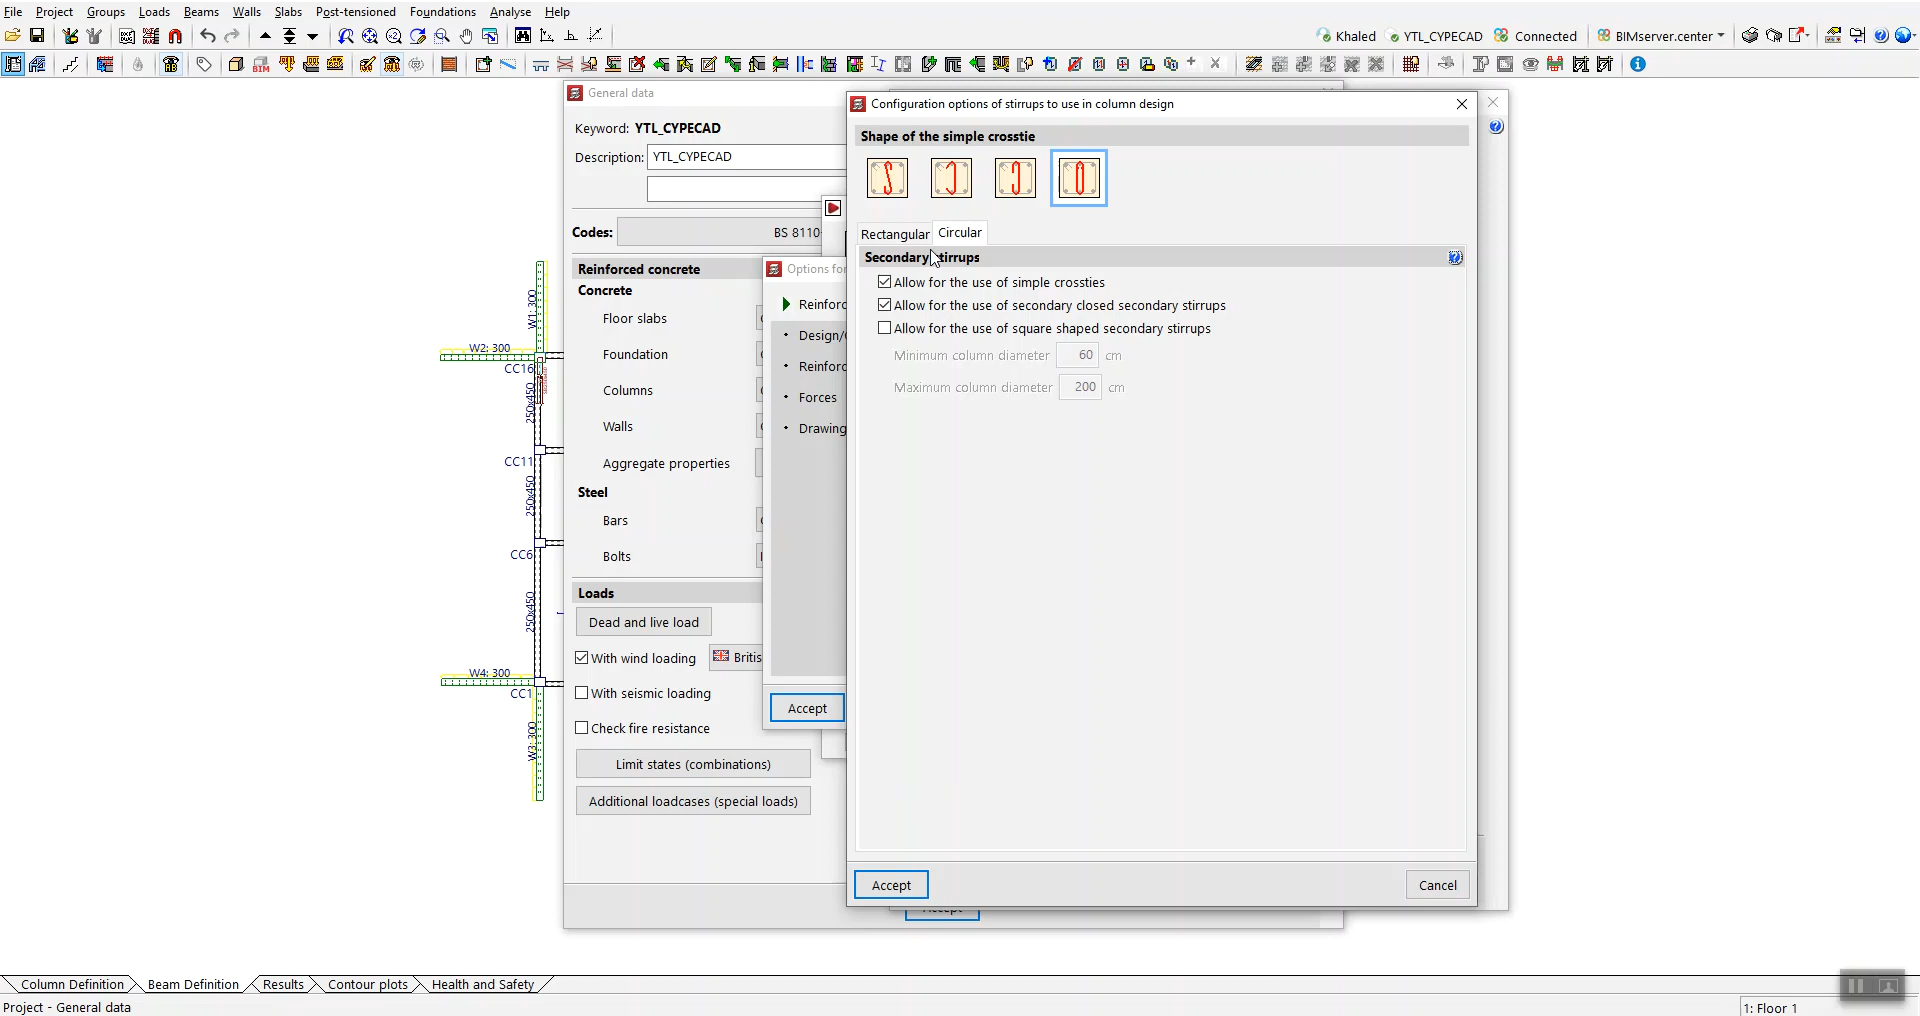 File Project Groups Loads Beams Walls Slabs Post-tensioned Foundations Analyse Help
Khaled YTL_CYPECAD Connected BIMserver.center
General data
Keyword: YTL_CYPECAD
Description: YTL_CYPECAD
Codes: BS 8110
Reinforced concrete
Concrete
Floor slabs
Foundation
Columns
Walls
Aggregate properties
Steel
Bars
Bolts
Loads
Dead and live load
With wind loading Britis
With seismic loading
Check fire resistance
Limit states (combinations)
Additional loadcases (special loads)
Options for
Reinforc
Design/
Reinforc
Forces
Drawing
Accept
Configuration options of stirrups to use in column design
Shape of the simple crosstie
Rectangular Circular
Secondary stirrups
Allow for the use of simple crossties
Allow for the use of secondary closed secondary stirrups
Allow for the use of square shaped secondary stirrups
Minimum column diameter 60 cm
Maximum column diameter 200 cm
Accept Cancel
W1: 300
W2: 300
CC16
250x450
CC11
250x450
CC6
250x450
W4: 300
CC1
W3: 300
Column Definition Beam Definition Results Contour plots Health and Safety
Project - General data 1: Floor 1